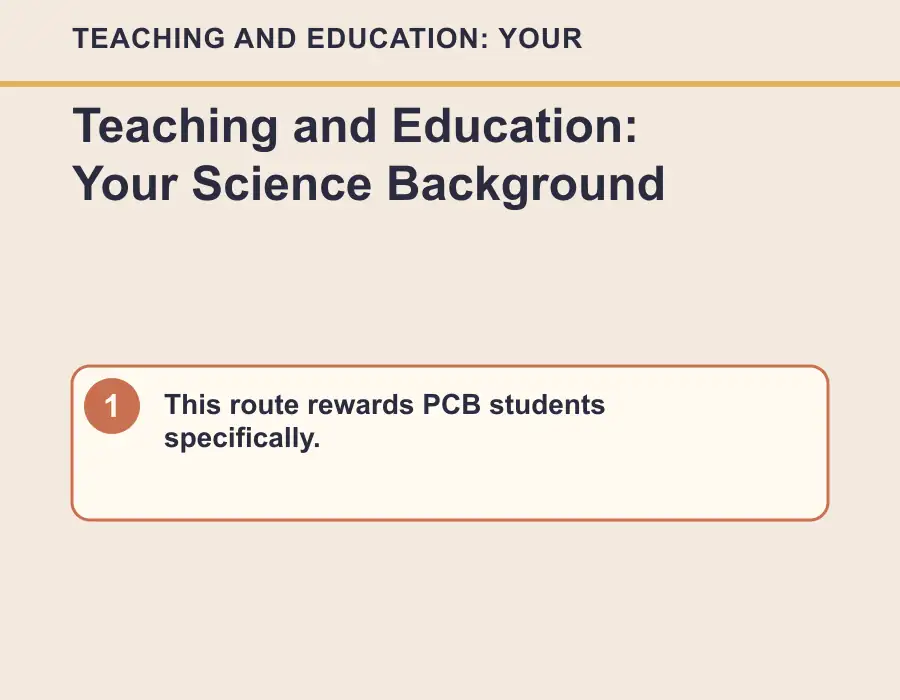 TEACHING AND EDUCATION: YOUR
Teaching and Education:
Your Science Background
1
This route rewards PCB students
specifically.